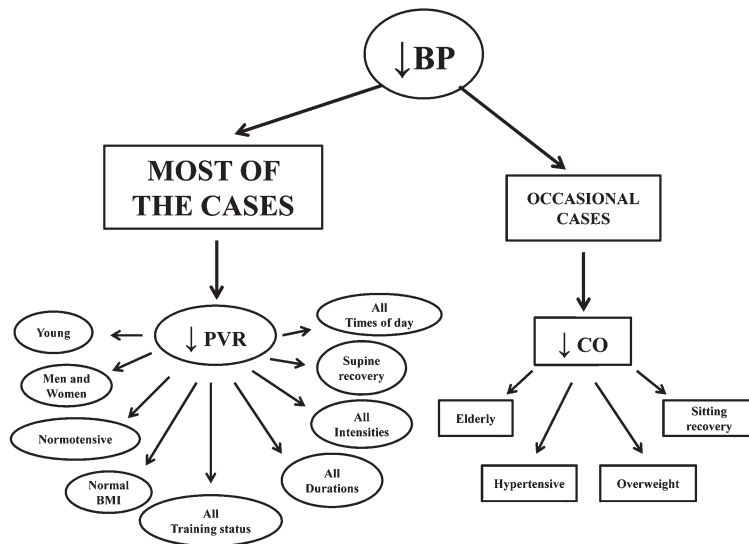 ↓BP
MOST OF
THE CASES
OCCASIONAL
CASES
↓ PVR
↓ CO
Young
Men and
Women
Normotensive
Normal
BMI
All
Training status
All
Durations
All
Intensities
Supine
recovery
All
Times of day
Elderly
Hypertensive
Overweight
Sitting
recovery